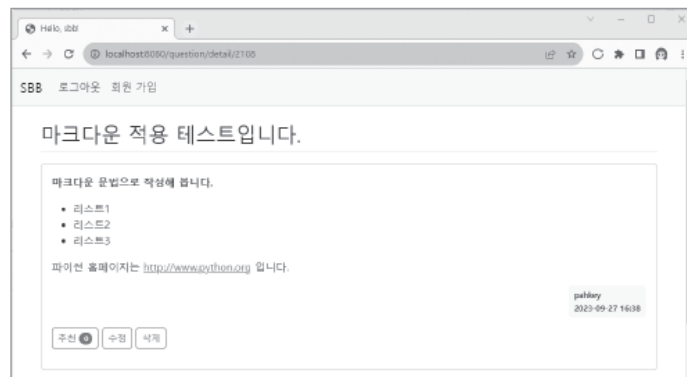 Hello, sbb!
localhost:8080/question/detail/2168
SBB 로그아웃 회원 가입
마크다운 적용 테스트입니다.
마크다운 문법으로 작성해 봅니다.
• 리스트1
• 리스트2
• 리스트3
파이썬 홈페이지는 http://www.python.org 입니다.
pahkey
2023-09-27 16:38
추천 0 수정 삭제